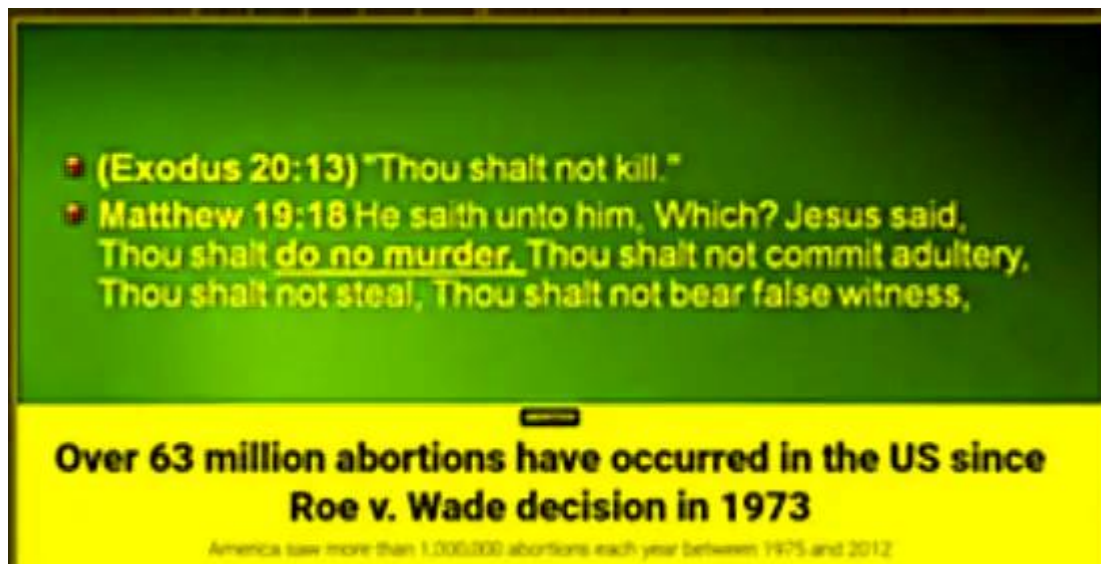 (Exodus 20:13) "Thou shalt not kill."
Matthew 19:18 He saith unto him, Which? Jesus said,
Thou shalt do no murder, Thou shalt not commit adultery,
Thou shalt not steal, Thou shalt not bear false witness,
Over 63 million abortions have occurred in the US since
Roe v. Wade decision in 1973
America saw more than 1,000,000 abortions each year between 1975 and 2012